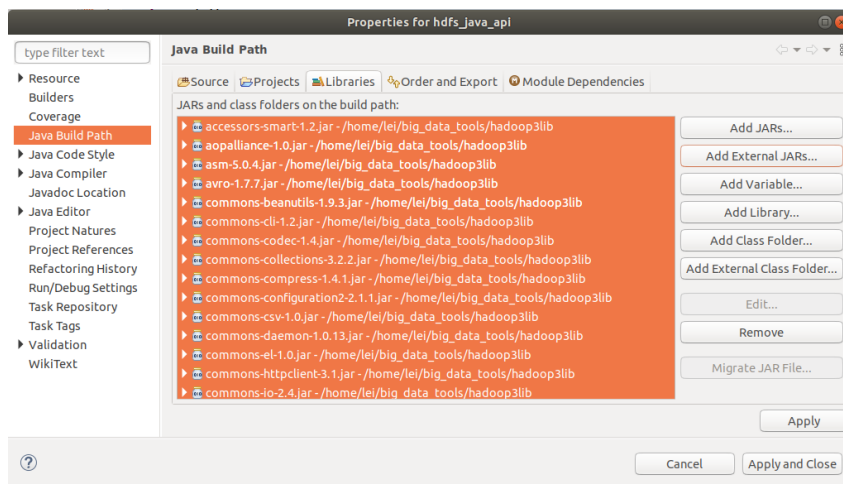 Properties for hdfs_java_api
type filter text
Resource
Builders
Coverage
Java Build Path
Java Code Style
Java Compiler
Javadoc Location
Java Editor
Project Natures
Project References
Refactoring History
Run/Debug Settings
Task Repository
Task Tags
Validation
WikiText
Java Build Path
Source Projects Libraries Order and Export Module Dependencies
JARs and class folders on the build path:
accessors-smart-1.2.jar - /home/lei/big_data_tools/hadoop3lib
aopalliance-1.0.jar - /home/lei/big_data_tools/hadoop3lib
asm-5.0.4.jar - /home/lei/big_data_tools/hadoop3lib
avro-1.7.7.jar - /home/lei/big_data_tools/hadoop3lib
commons-beanutils-1.9.3.jar - /home/lei/big_data_tools/hadoop3lib
commons-cli-1.2.jar - /home/lei/big_data_tools/hadoop3lib
commons-codec-1.4.jar - /home/lei/big_data_tools/hadoop3lib
commons-collections-3.2.2.jar - /home/lei/big_data_tools/hadoop3lib
commons-compress-1.4.1.jar - /home/lei/big_data_tools/hadoop3lib
commons-configuration2-2.1.1.jar - /home/lei/big_data_tools/hadoop3lib
commons-csv-1.0.jar - /home/lei/big_data_tools/hadoop3lib
commons-daemon-1.0.13.jar - /home/lei/big_data_tools/hadoop3lib
commons-el-1.0.jar - /home/lei/big_data_tools/hadoop3lib
commons-httpclient-3.1.jar - /home/lei/big_data_tools/hadoop3lib
commons-io-2.4.jar - /home/lei/big_data_tools/hadoop3lib
Add JARs...
Add External JARs...
Add Variable...
Add Library...
Add Class Folder...
Add External Class Folder...
Edit...
Remove
Migrate JAR File...
Apply
?
Cancel
Apply and Close